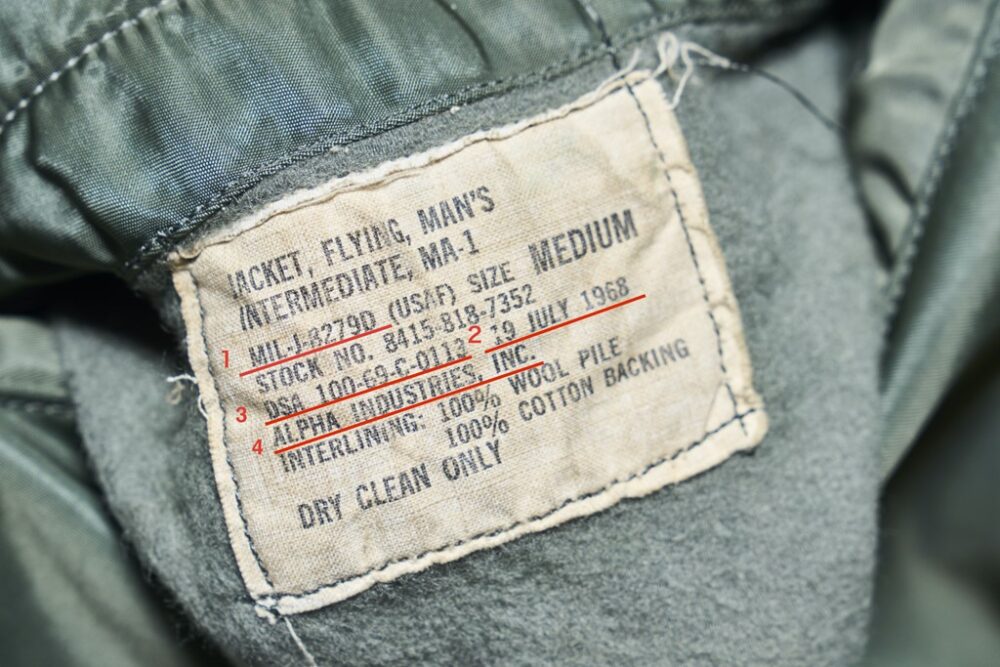 JACKET, FLYING, MAN'S
INTERMEDIATE, MA-1
1 MIL-J-8279D (USAF) SIZE MEDIUM
STOCK NO. 8415-818-7352
3 DSA 100-69-C-0113 2 19 JULY 1968
4 ALPHA INDUSTRIES, INC.
INTERLINING: 100% WOOL PILE
100% COTTON BACKING
DRY CLEAN ONLY